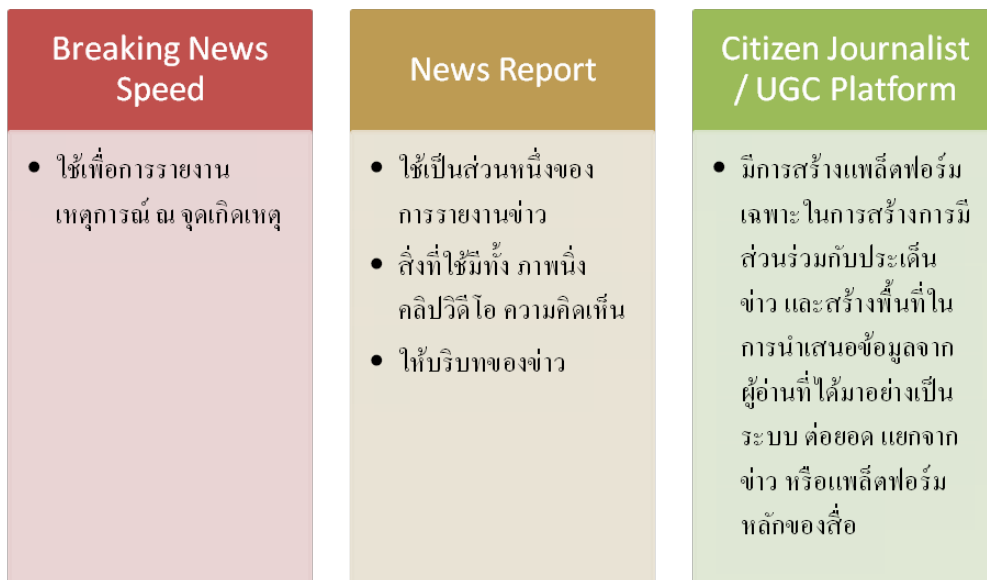 Breaking News
Speed
• ใช้เพื่อการรายงาน
เหตุการณ์ ณ จุดเกิดเหตุ
News Report
• ใช้เป็นส่วนหนึ่งของ
การรายงานข่าว
• สิ่งที่ใช้มีทั้ง ภาพนิ่ง
คลิปวิดีโอ ความคิดเห็น
• ให้บริบทของข่าว
Citizen Journalist
/ UGC Platform
• มีการสร้างแพล็ตฟอร์ม
เฉพาะในการสร้างการมี
ส่วนร่วมกับประเด็น
ข่าว และสร้างพื้นที่ใน
การนำเสนอข้อมูลจาก
ผู้อ่านที่ได้มาอย่างเป็น
ระบบ ต่อยอด แยกจาก
ข่าว หรือแพล็ตฟอร์ม
หลักของสื่อ